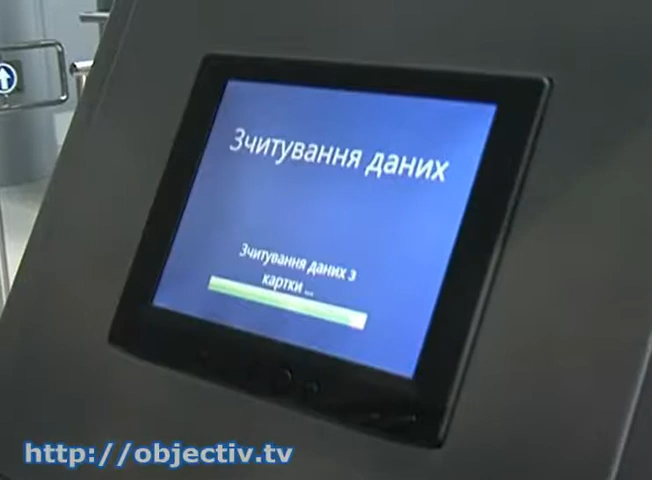 Зчитування даних
Зчитування даних з
картки ...
http://objectiv.tv